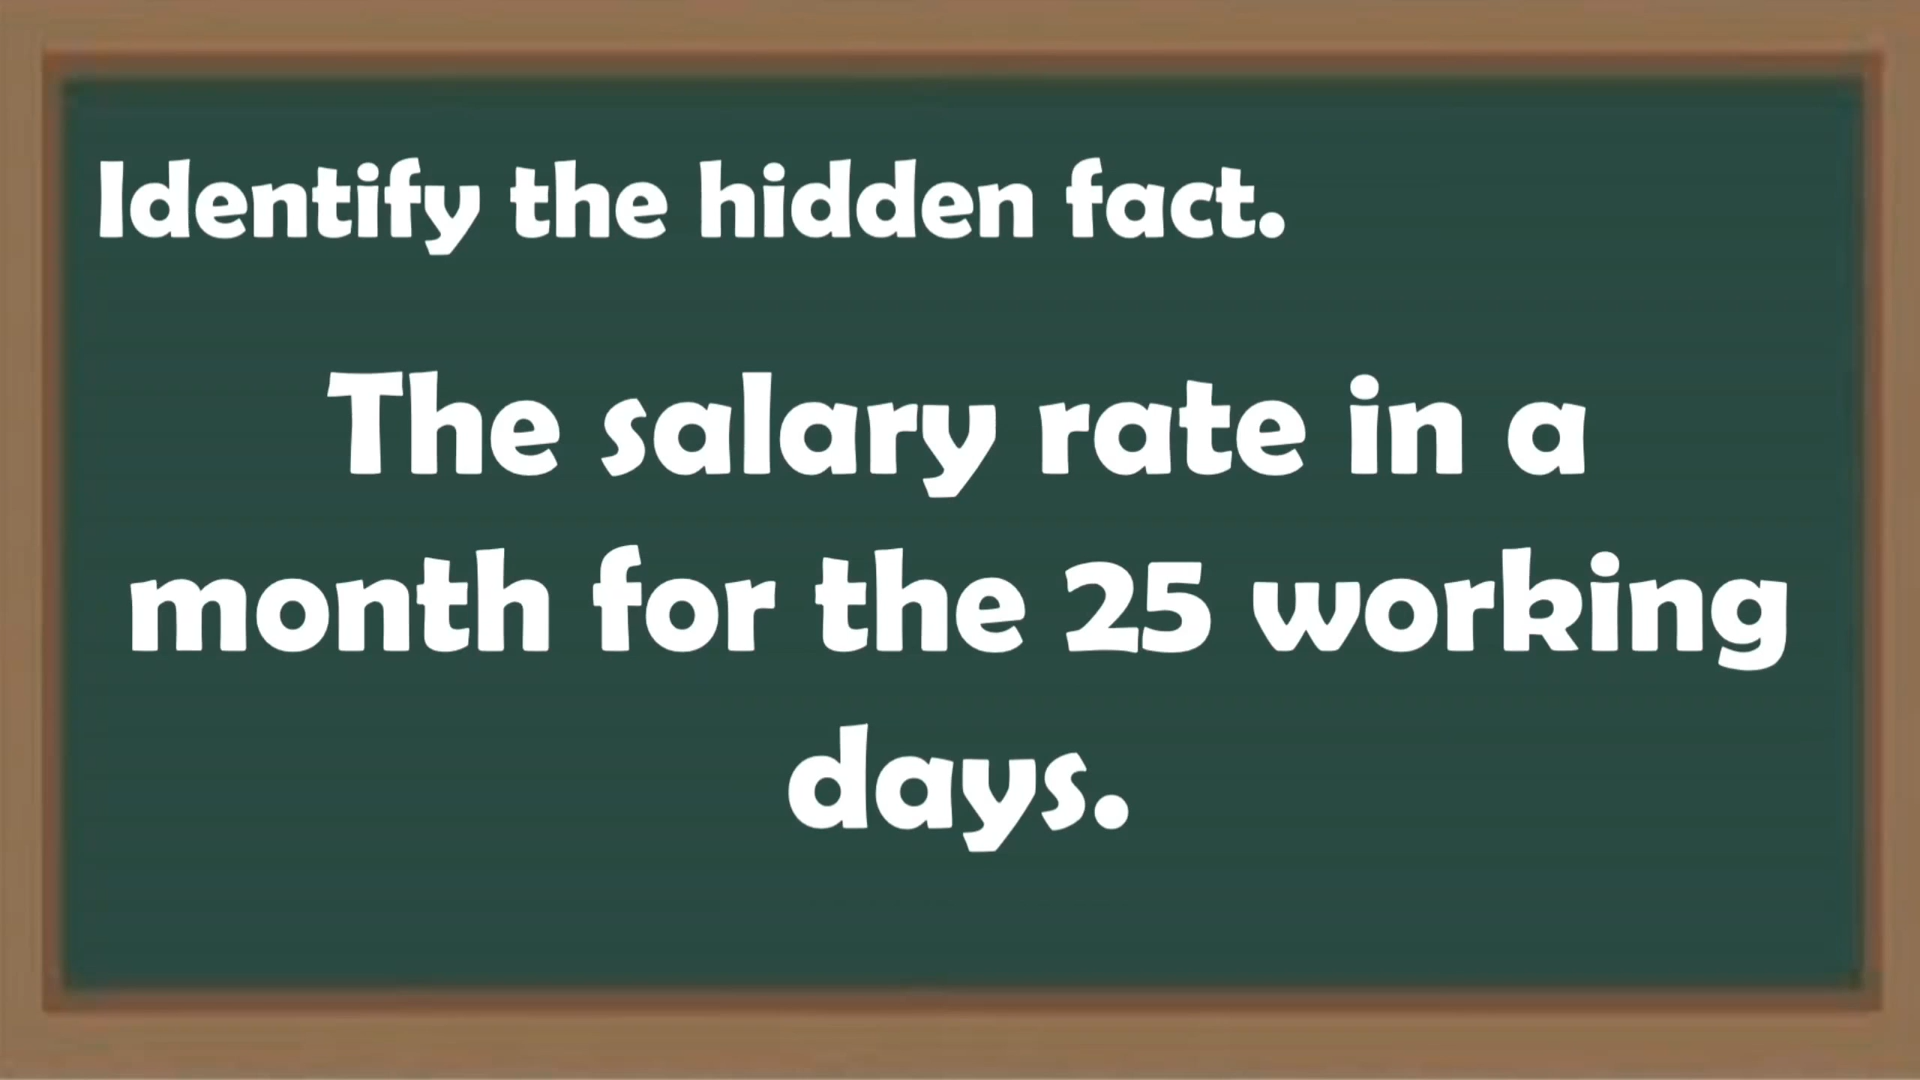 Identify the hidden fact.
The salary rate in a
month for the 25 working
days.